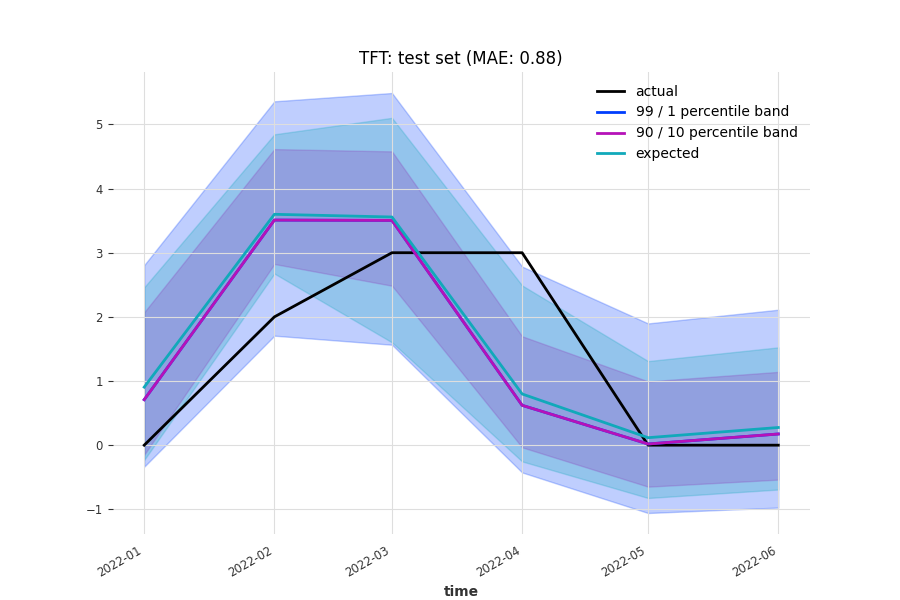 TFT: test set (MAE: 0.88)
actual
99 / 1 percentile band
90 / 10 percentile band
expected
5
4
3
2
1
0
−1
2022-01
2022-02
2022-03
2022-04
2022-05
2022-06
time